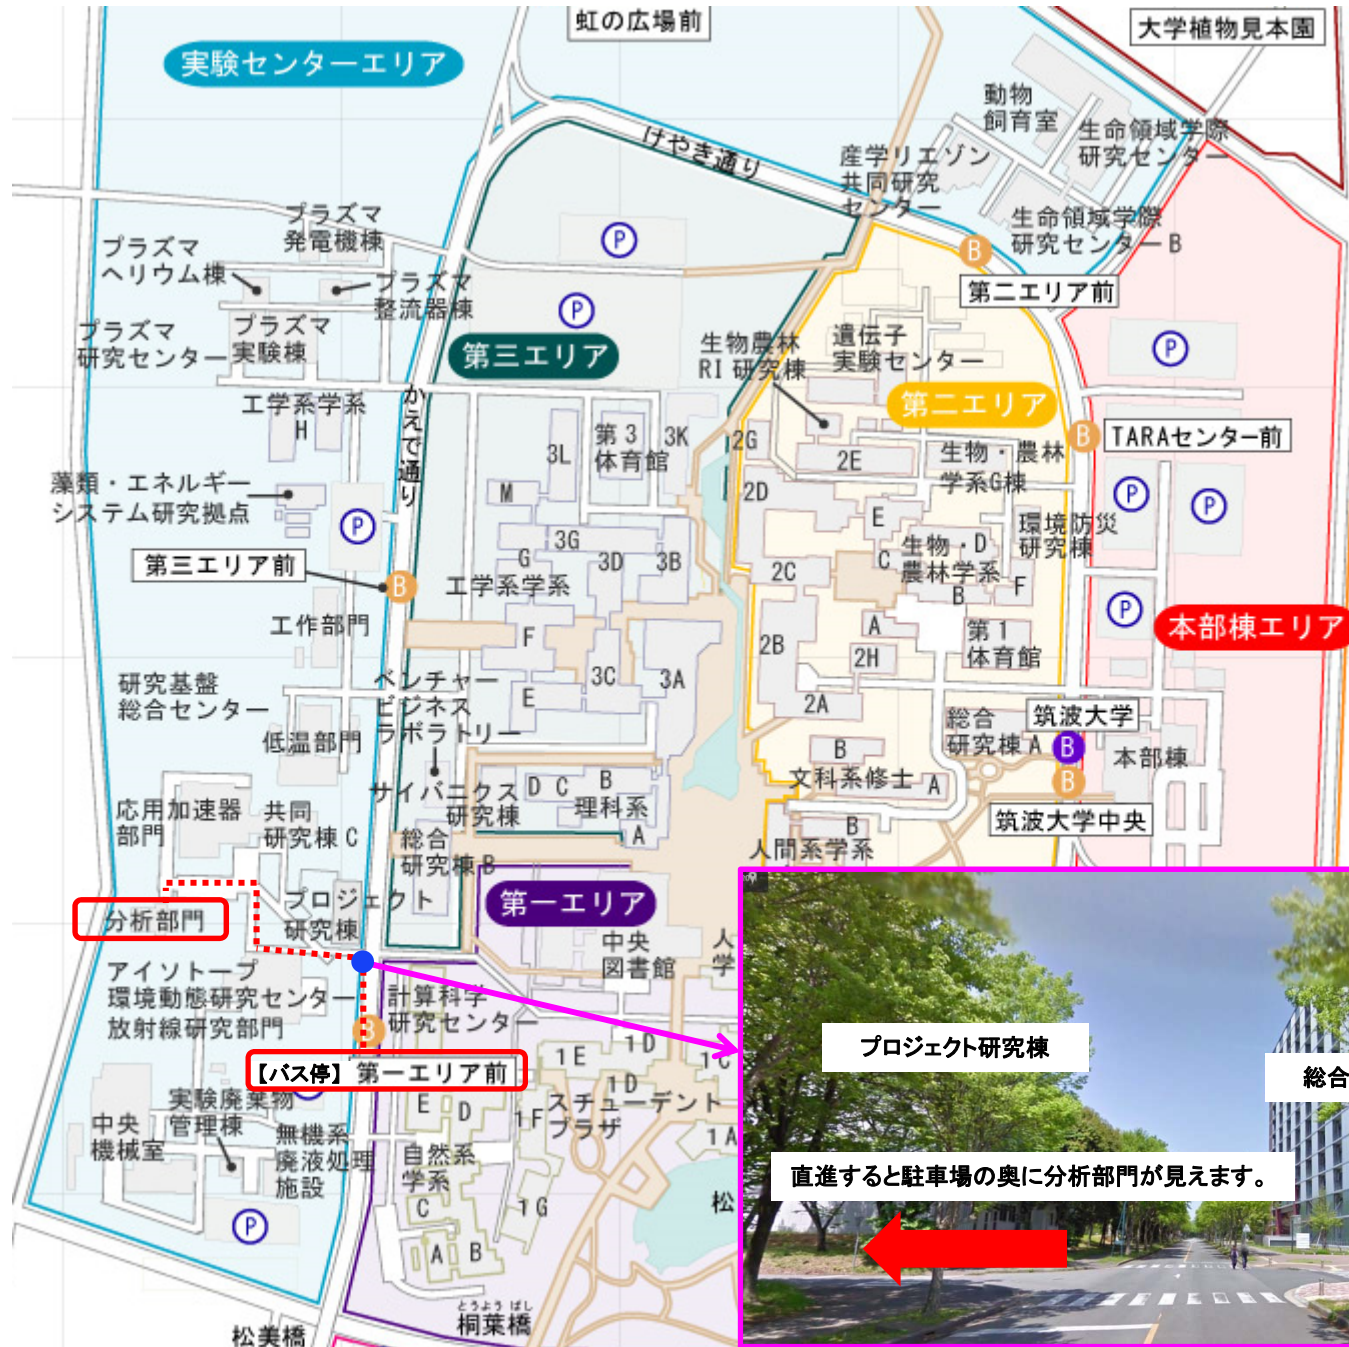 虹の広場前
大学植物見本園
実験センターエリア
動物
飼育室
生命領域学際
研究センター
けやき通り
産学リエゾン
共同研究
センター
生命領域学際
研究センターB
プラズマ
発電機棟
プラズマ
ヘリウム棟
P
B
第二エリア前
プラズマ
整流器棟
P
プラズマ
研究センター
プラズマ
実験棟
第三エリア
生物農林
RI 研究棟
遺伝子
実験センター
P
工学系学系
H
かえで通り
第二エリア
第3
体育館
3K
3L
2G
2E
B
TARAセンター前
生物・農林
学系G棟
藻類・エネルギー
システム研究拠点
M
2D
P
P
P
E
環境防災
研究棟
3G
G
3D
3B
第三エリア前
B
工学系学系
2C
C
生物・D
農林学系
B
F
P
工作部門
F
A
第1
体育館
本部棟エリア
2B
2H
研究基盤
総合センター
ベンチャー
ビジネス
ラボラトリー
3C
3A
E
2A
低温部門
総合
研究棟A
筑波大学
B
B
文科系修士
A
本部棟
B
筑波大学中央
応用加速器
部門
共同
研究棟C
サイバニクス
研究棟
D
C
B
理科系
A
総合
研究棟B
B
人間系学系
分析部門
プロジェクト
研究棟
第一エリア
中央
図書館
人
学
アイソトープ
環境動態研究センター
放射線研究部門
計算科学
研究センター
B
【バス停】 第一エリア前
1E
1D
1C
1D
スチューデント
プラザ
1F
1A
E
D
実験廃棄物
管理棟
中央
機械室
無機系
廃液処理
施設
自然系
学系
C
1G
松
P
A
B
とうよう ばし
桐葉橋
松美橋
プロジェクト研究棟
総合
直進すると駐車場の奥に分析部門が見えます。